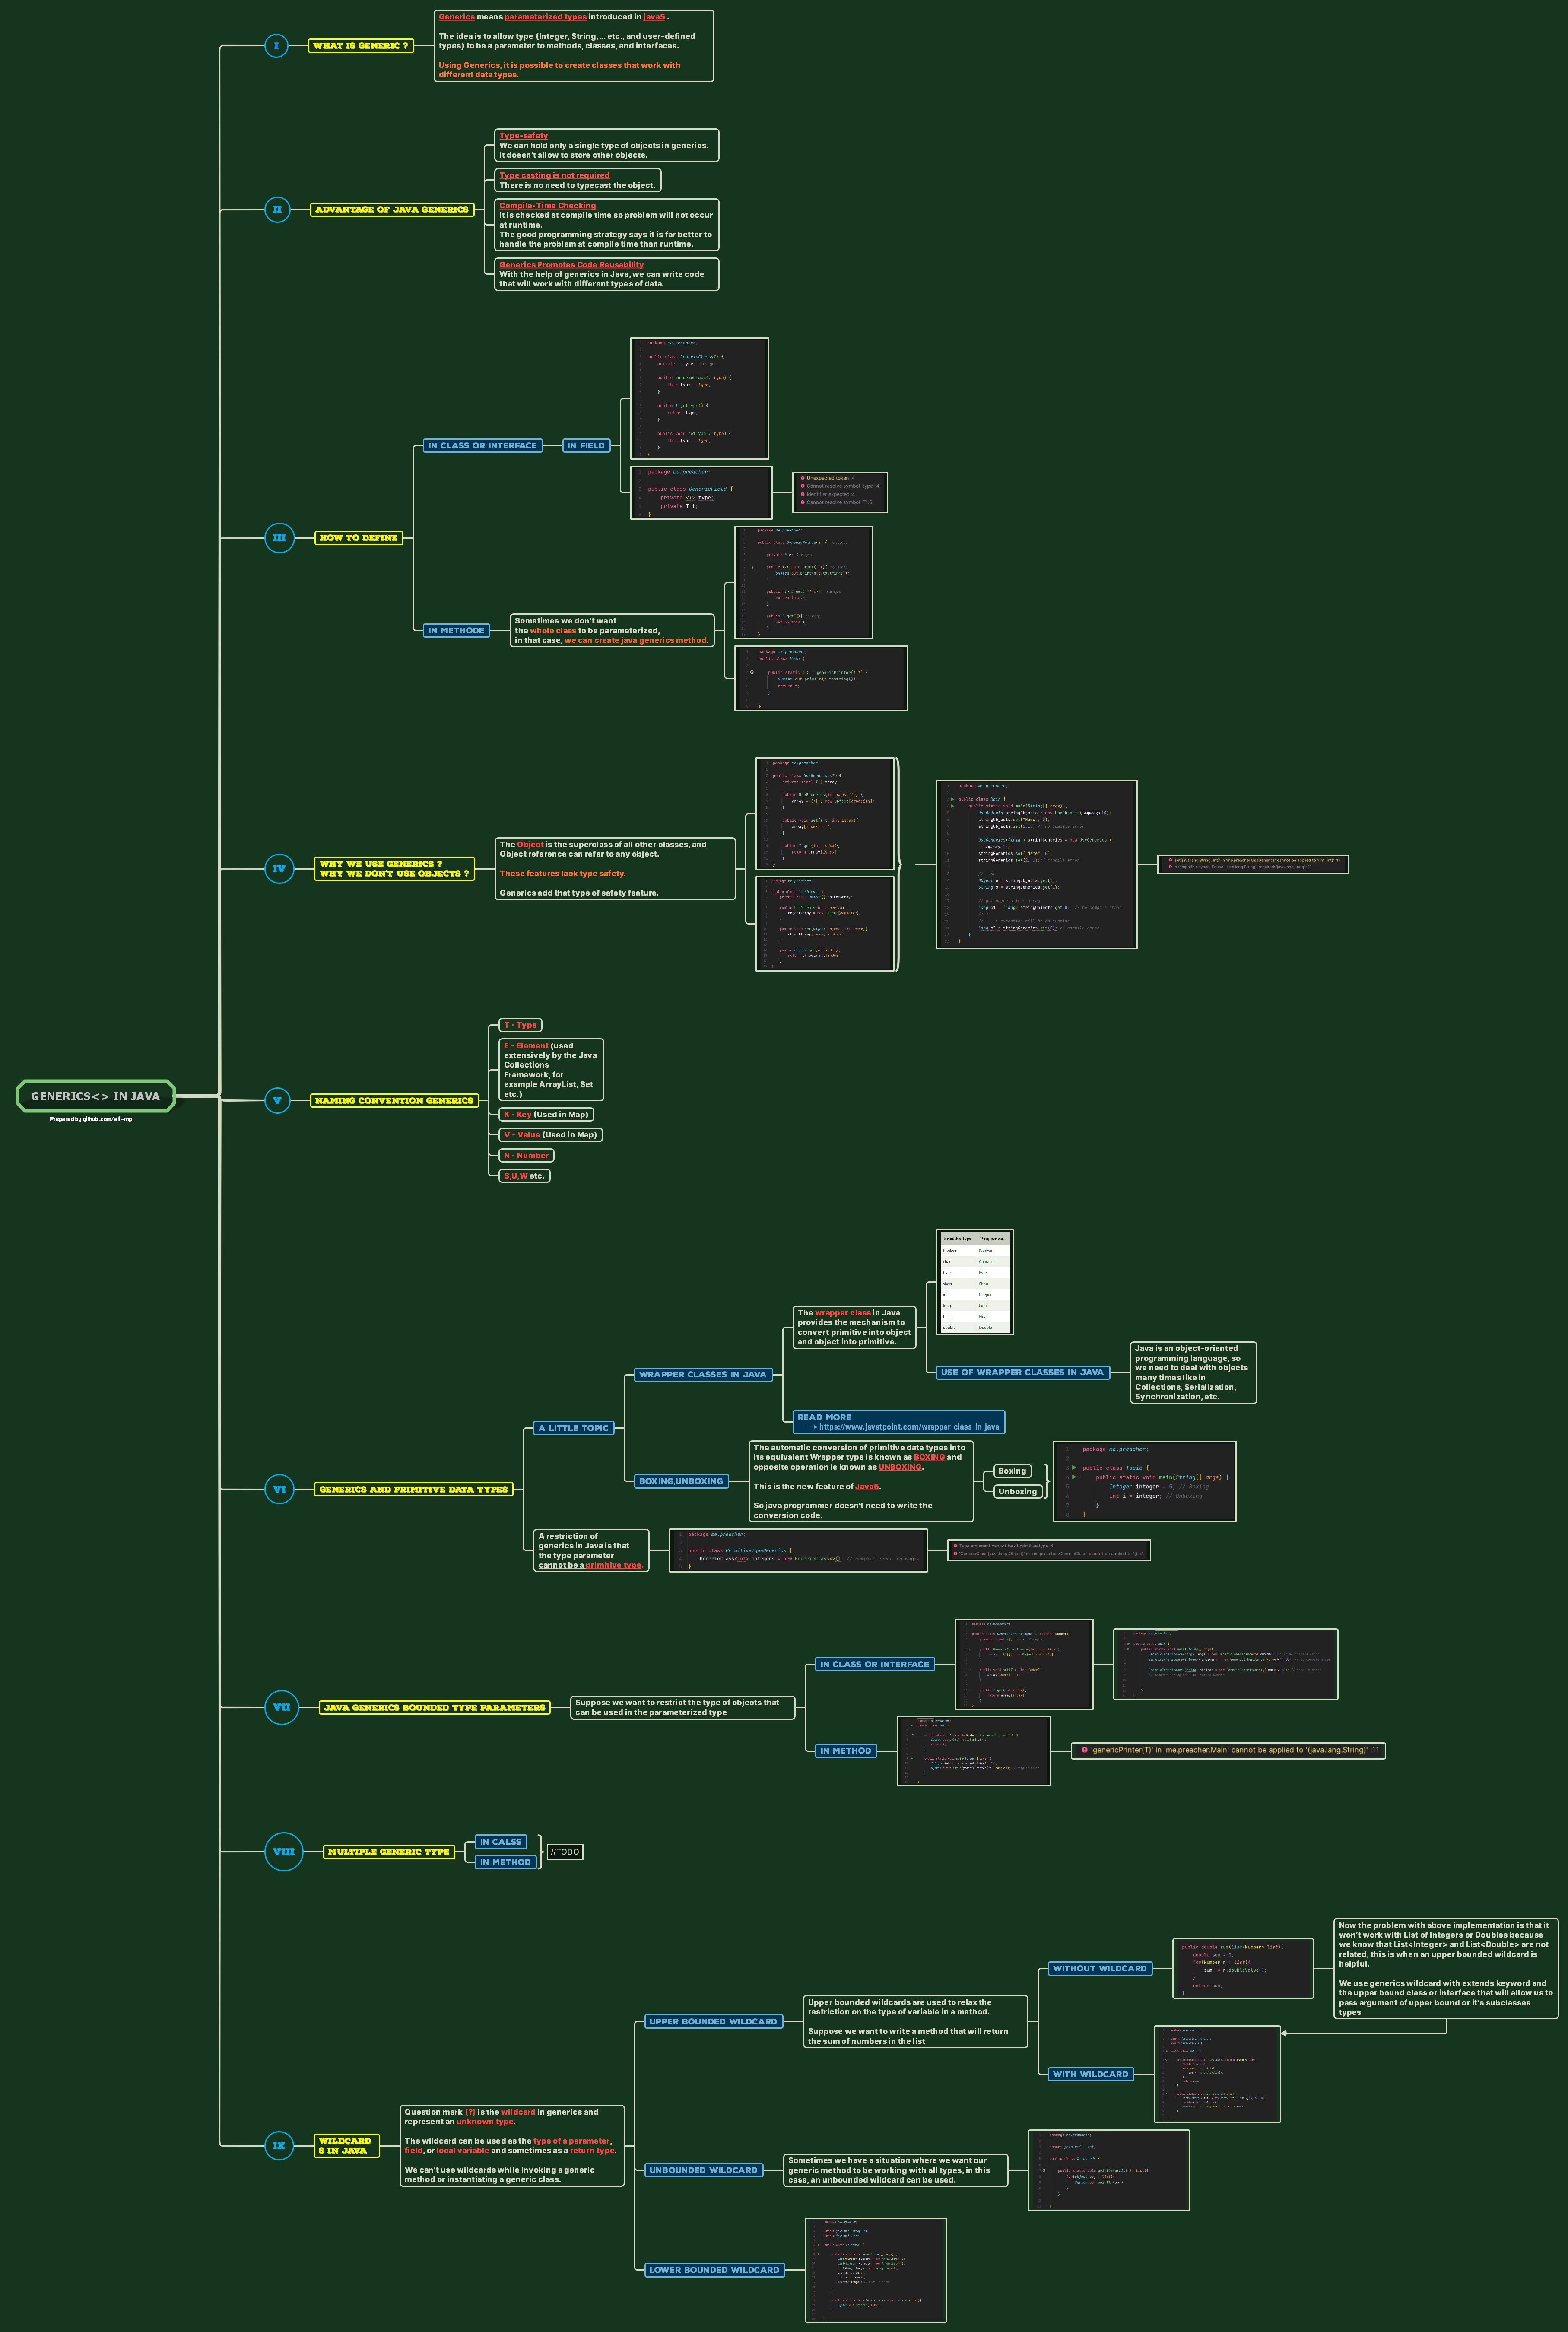 GENERICS<> IN JAVA
Prepared by github.com/ali-mp
I
WHAT IS GENERIC ?
Generics means parameterized types introduced in java5 .
The idea is to allow type (Integer, String, … etc., and user-defined
types) to be a parameter to methods, classes, and interfaces.
Using Generics, it is possible to create classes that work with
different data types.
II
ADVANTAGE OF JAVA GENERICS
Type-safety
We can hold only a single type of objects in generics.
It doesn't allow to store other objects.
Type casting is not required
There is no need to typecast the object.
Compile-Time Checking
It is checked at compile time so problem will not occur
at runtime.
The good programming strategy says it is far better to
handle the problem at compile time than runtime.
Generics Promotes Code Reusability
With the help of generics in Java, we can write code
that will work with different types of data.
III
HOW TO DEFINE
IN CLASS OR INTERFACE
IN FIELD
package me.preacher;
public class GenericClass<T> {
private T type;
public GenericClass(T type) {
this.type = type;
}
public T getType() {
return type;
}
public void setType(T type) {
this.type = type;
}
}
package me.preacher;
public class GenericField {
private <T> type;
private T t;
}
Unexpected token :4
Cannot resolve symbol 'type' :4
Identifier expected :4
Cannot resolve symbol 'T' :5
IN METHODE
Sometimes we don't want
the whole class to be parameterized,
in that case, we can create java generics method.
package me.preacher;
public class GenericMethod<E> {
private E e;
public <T> void print(T t){
System.out.println(t.toString());
}
public <T> E get( T t){
return this.e;
}
public E get(){
return this.e;
}
}
package me.preacher;
public class Main {
public static <T> T genericPrinter(T t) {
System.out.println(t.toString());
return t;
}
}
IV
WHY WE USE GENERICS ?
WHY WE DON'T USE OBJECTS ?
The Object is the superclass of all other classes, and
Object reference can refer to any object.
These features lack type safety.
Generics add that type of safety feature.
package me.preacher;
public class UseGenerics<T> {
private final T[] array;
public UseGenerics(int capacity) {
array = (T[]) new Object[capacity];
}
public void set(T t, int index){
array[index] = t;
}
public T get(int index){
return array[index];
}
}
package me.preacher;
public class UseObjects {
private final Object[] objectArray;
public UseObjects(int capacity) {
objectArray = new Object[capacity];
}
public void set(Object object, int index){
objectArray[index] = object;
}
public Object get(int index){
return objectArray[index];
}
}
package me.preacher;
public class Main {
public static void main(String[] args) {
UseObjects stringObjects = new UseObjects( capacity: 10);
stringObjects.set("Name", 0);
stringObjects.set(1, 1); // no compile error
UseGenerics<String> stringGenerics = new UseGenerics<>
( capacity: 10);
stringGenerics.set("Name", 0);
stringGenerics.set(1, 1);// compile error
Object o = stringObjects.get(1);
String s = stringGenerics.get(1);
// get objects from array
Long s1 = (Long) stringObjects.get(0); // no compile error
Long s2 = stringGenerics.get(0); // compile error
}
}
'set(java.lang.String, int)' in 'me.preacher.UseGenerics' cannot be applied to '(int, int)' :11
V
NAMING CONVENTION GENERICS
T - Type
E - Element (used
extensively by the Java
Collections
Framework, for
example ArrayList, Set
etc.)
K - Key (Used in Map)
V - Value (Used in Map)
N - Number
S,U,W etc.
VI
GENERICS AND PRIMITIVE DATA TYPES
A LITTLE TOPIC
WRAPPER CLASSES IN JAVA
The wrapper class in Java
provides the mechanism to
convert primitive into object
and object into primitive.
Primitive Type Wrapper class
boolean Boolean
char Character
byte Byte
short Short
int Integer
long Long
float Float
double Double
USE OF WRAPPER CLASSES IN JAVA
Java is an object-oriented
programming language, so
we need to deal with objects
many times like in
Collections, Serialization,
Synchronization, etc.
READ MORE
---> https://www.javatpoint.com/wrapper-class-in-java
BOXING,UNBOXING
The automatic conversion of primitive data types into
its equivalent Wrapper type is known as BOXING and
opposite operation is known as UNBOXING.
This is the new feature of Java5.
So java programmer doesn't need to write the
conversion code.
Boxing
Unboxing
package me.preacher;
public class Topic {
public static void main(String[] args) {
Integer integer = 5; // Boxing
int i = integer; // Unboxing
}
}
A restriction of
generics in Java is that
the type parameter
cannot be a primitive type.
package me.preacher;
public class PrimitiveTypeGenerics {
GenericClass<int> integers = new GenericClass<>(); // compile error no usages
}
Type argument cannot be of primitive type :4
'GenericClass(java.lang.Object)' in 'me.preacher.GenericClass' cannot be applied to '()' :4
VII
JAVA GENERICS BOUNDED TYPE PARAMETERS
Suppose we want to restrict the type of objects that
can be used in the parameterized type
IN CLASS OR INTERFACE
IN METHOD
'genericPrinter(T)' in 'me.preacher.Main' cannot be applied to '(java.lang.String)' :11
VIII
MULTIPLE GENERIC TYPE
IN CALSS
IN METHOD
//TODO
IX
WILDCARD
S IN JAVA
Question mark (?) is the wildcard in generics and
represent an unknown type.
The wildcard can be used as the type of a parameter,
field, or local variable and sometimes as a return type.
We can't use wildcards while invoking a generic
method or instantiating a generic class.
UPPER BOUNDED WILDCARD
Upper bounded wildcards are used to relax the
restriction on the type of variable in a method.
Suppose we want to write a method that will return
the sum of numbers in the list
WITHOUT WILDCARD
public double sum(List<Number> list){
double sum = 0;
for(Number n : list){
sum += n.doubleValue();
}
return sum;
}
Now the problem with above implementation is that it
won't work with List of Integers or Doubles because
we know that List<Integer> and List<Double> are not
related, this is when an upper bounded wildcard is
helpful.
We use generics wildcard with extends keyword and
the upper bound class or interface that will allow us to
pass argument of upper bound or it's subclasses
types
WITH WILDCARD
UNBOUNDED WILDCARD
Sometimes we have a situation where we want our
generic method to be working with all types, in this
case, an unbounded wildcard can be used.
package me.preacher;
import java.util.List;
public class Wildcards {
public static void printData(List<?> list){
for(Object obj : list){
System.out.println(obj);
}
}
}
LOWER BOUNDED WILDCARD